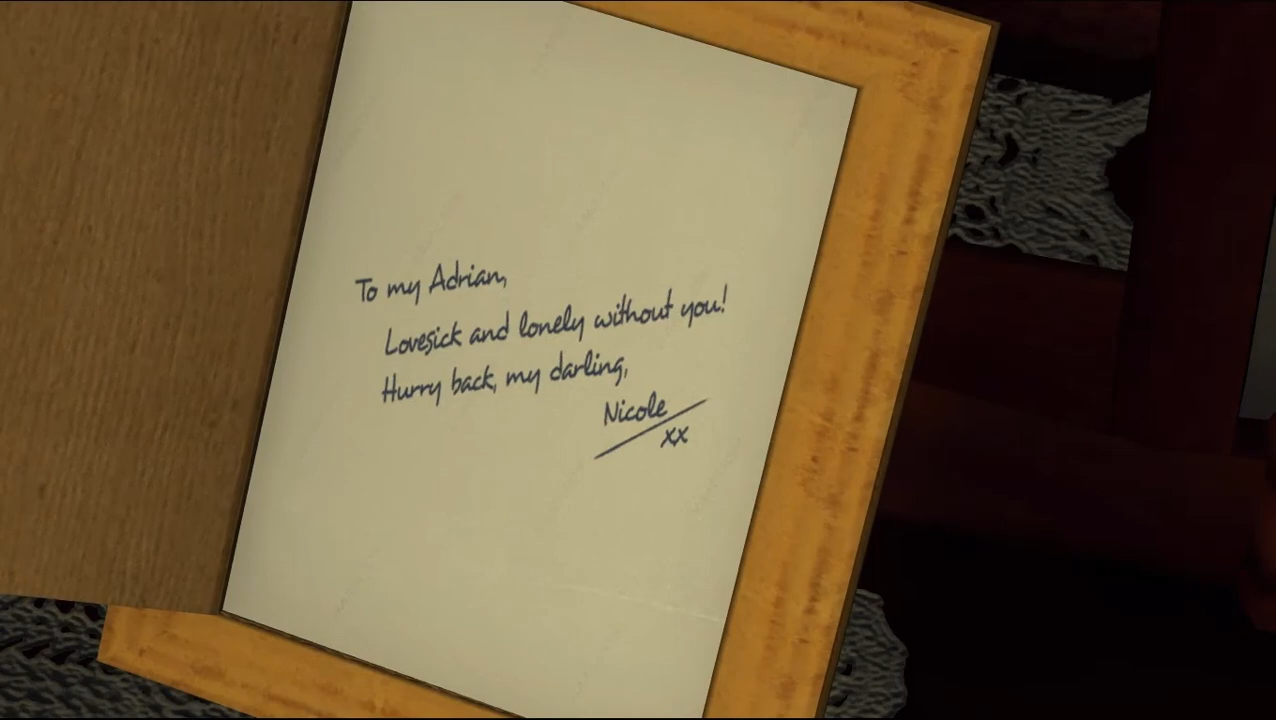 To my Adrian,
Lovesick and lonely without you!
Hurry back, my darling,
Nicole
xx